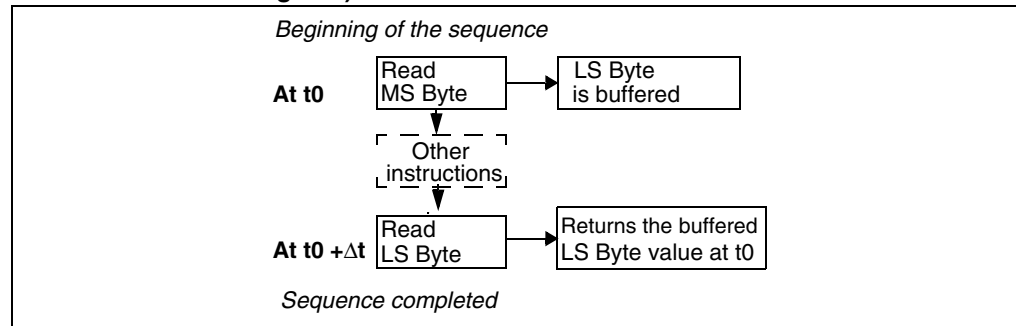 Beginning of the sequence
At t0
Read
MS Byte
LS Byte
is buffered
Other
instructions
At t0 +Δt
Read
LS Byte
Returns the buffered
LS Byte value at t0
Sequence completed